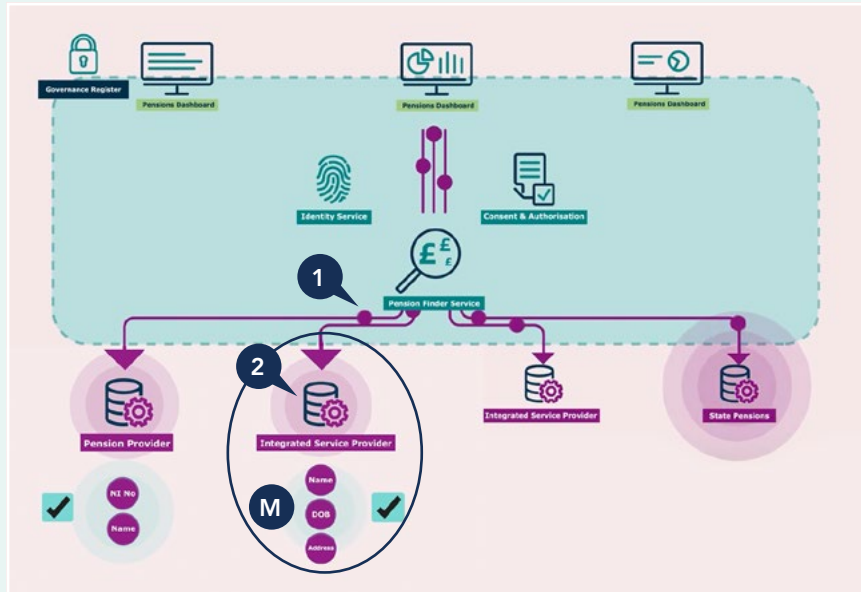 Governance Register
Pensions Dashboard
Pensions Dashboard
Pensions Dashboard
Identity Service
Consent & Authorisation
£ £ £
1
Pension Finder Service
2
Pension Provider
Integrated Service Provider
Integrated Service Provider
State Pensions
NI No
Name
Name
M
DOB
Address